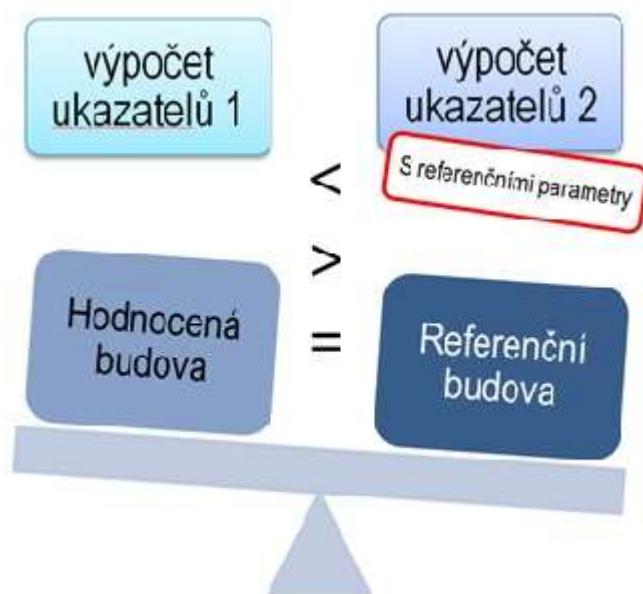 výpočet
ukazatelů 1
výpočet
ukazatelů 2
S referenčními parametry
<
>
=
Hodnocená
budova
Referenční
budova